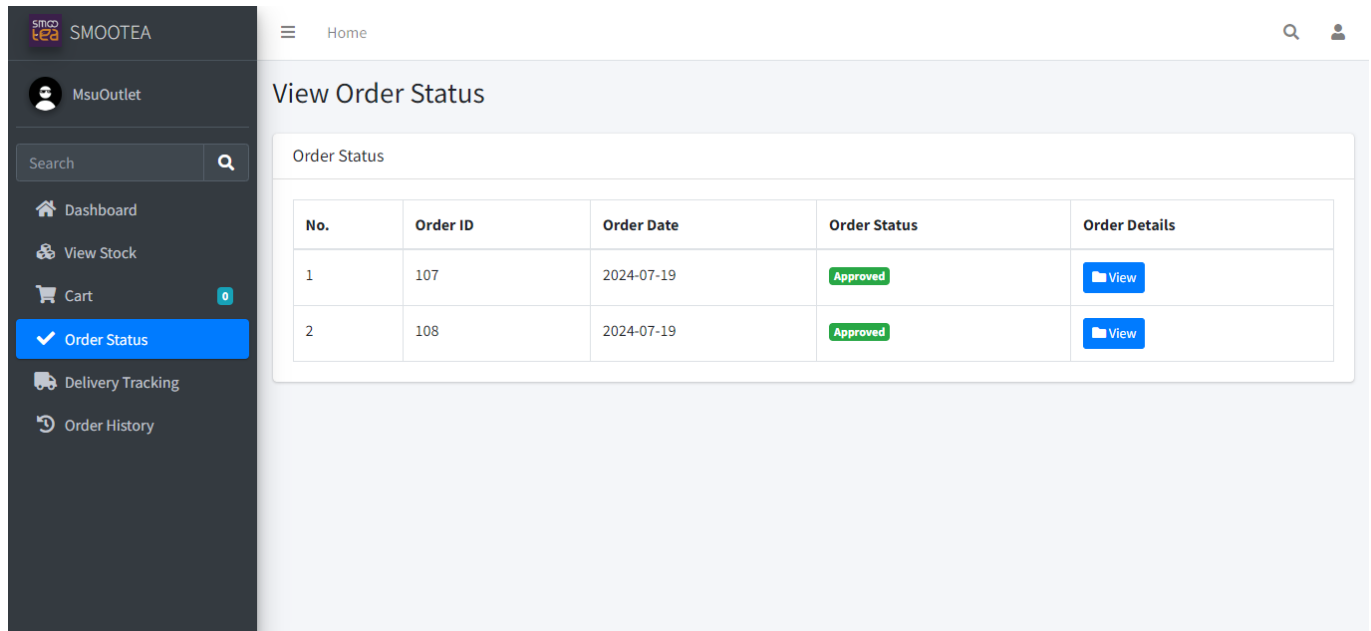 smoo
tea
SMOOTEA
Home
MsuOutlet
Search
Dashboard
View Stock
Cart 0
Order Status
Delivery Tracking
Order History
View Order Status
Order Status
No. Order ID Order Date Order Status Order Details
1 107 2024-07-19 Approved View
2 108 2024-07-19 Approved View